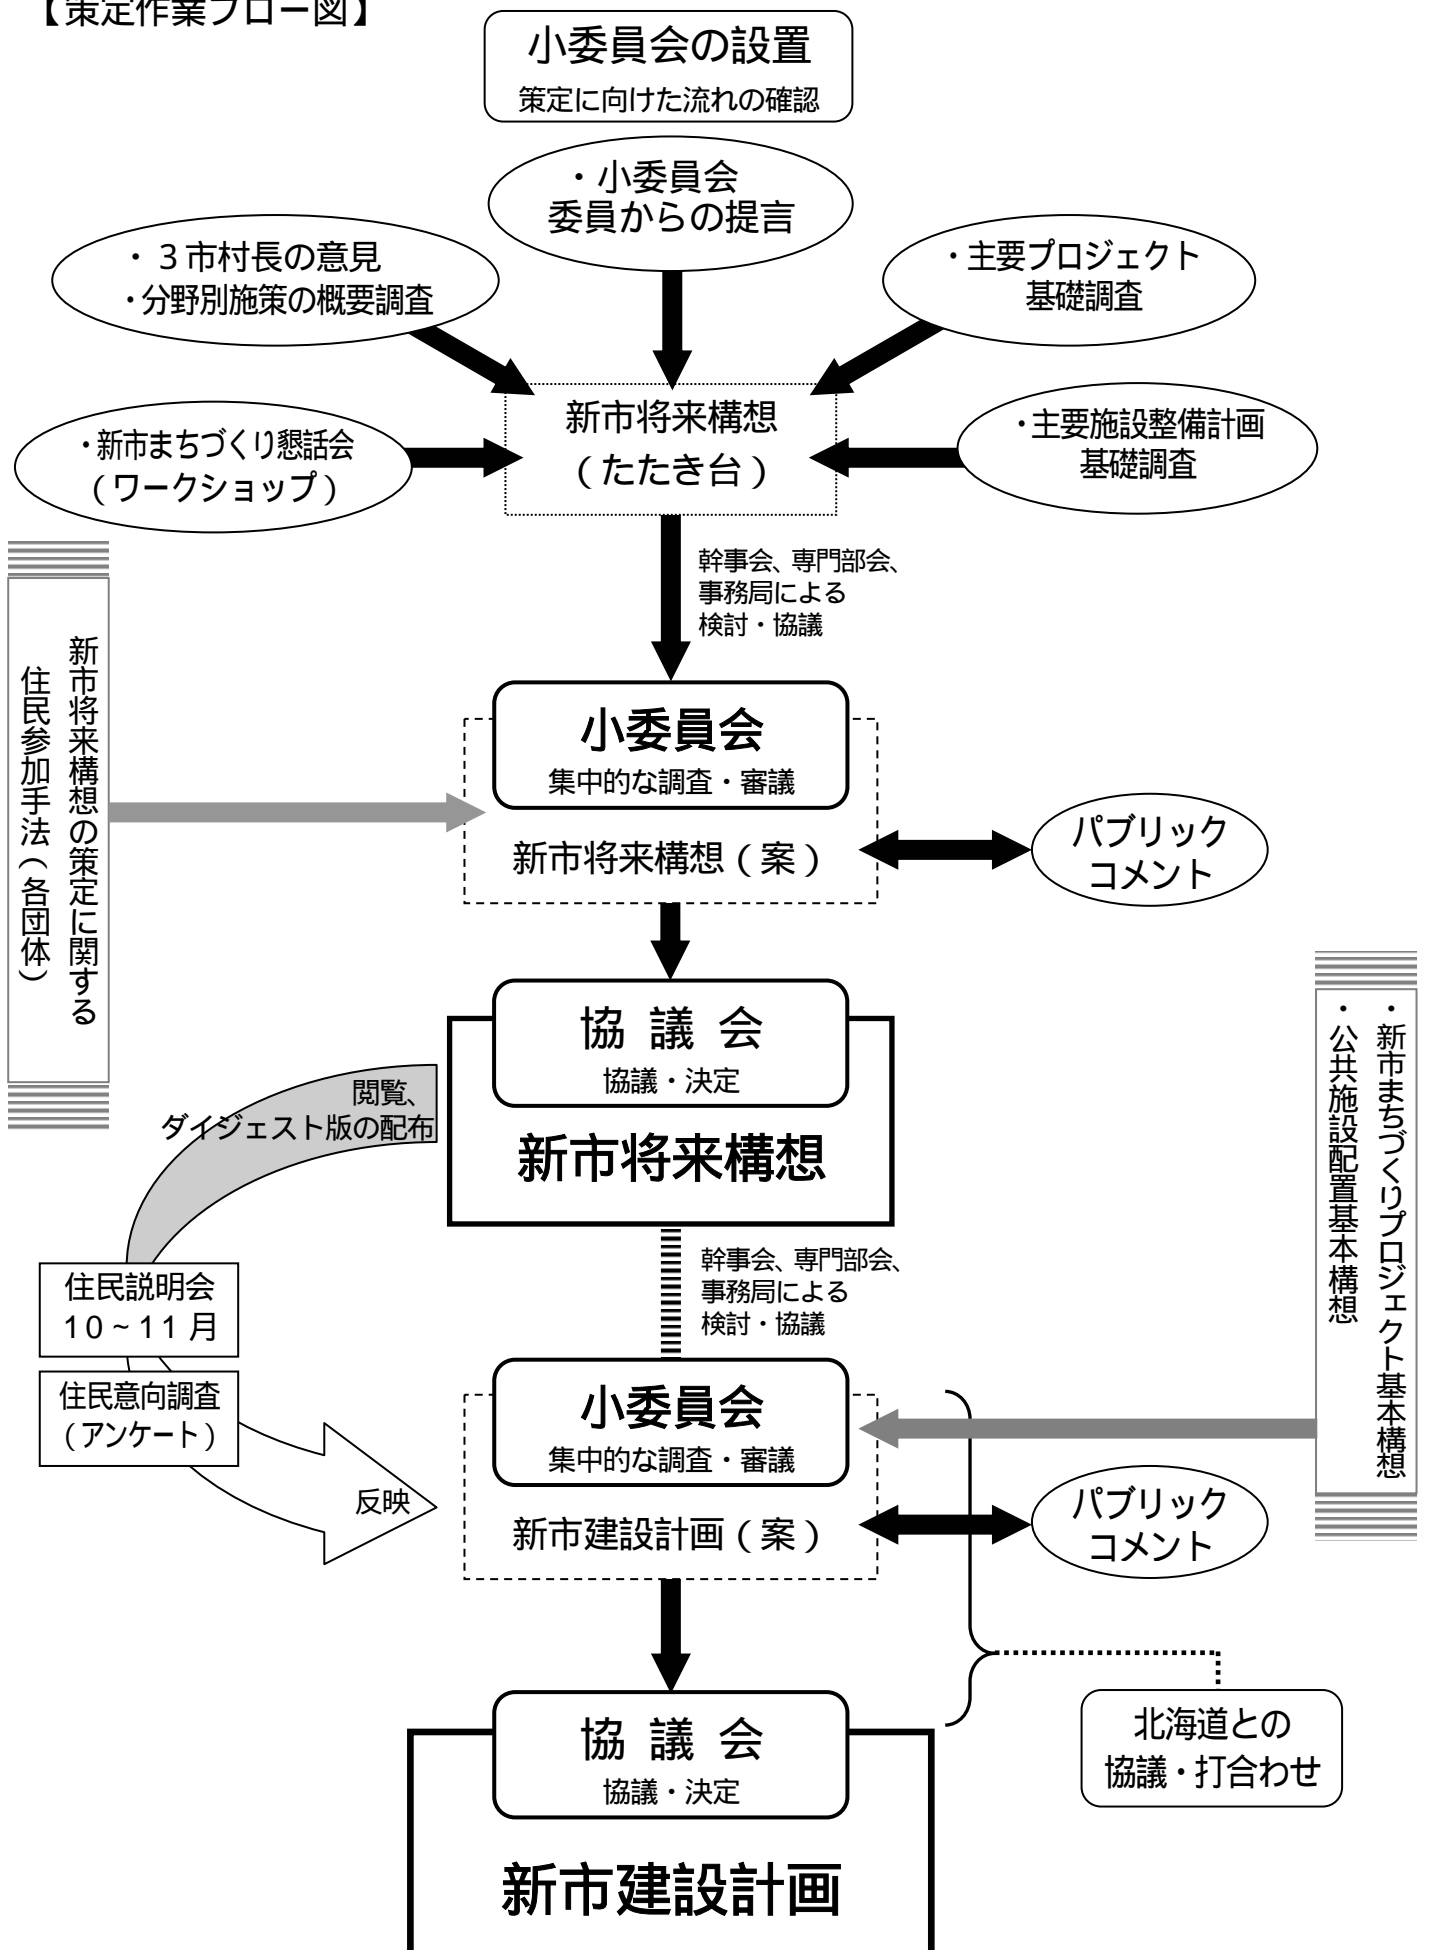 【策定作業フロー図】
小委員会の設置
策定に向けた流れの確認
・小委員会
委員からの提言
・３市村長の意見
・分野別施策の概要調査
・主要プロジェクト
基礎調査
・新市まちづくり懇話会
（ワークショップ）
新市将来構想
（たたき台）
・主要施設整備計画
基礎調査
幹事会、専門部会、
事務局による
検討・協議
新市将来構想の策定に関する
住民参加手法（各団体）
小委員会
集中的な調査・審議
新市将来構想（案）
パブリック
コメント
協 議 会
協議・決定
新市将来構想
閲覧、
ダイジェスト版の配布
・新市まちづくりプロジェクト基本構想
・公共施設配置基本構想
幹事会、専門部会、
事務局による
検討・協議
住民説明会
10～11月
住民意向調査
（アンケート）
反映
小委員会
集中的な調査・審議
新市建設計画（案）
パブリック
コメント
北海道との
協議・打合わせ
協 議 会
協議・決定
新市建設計画